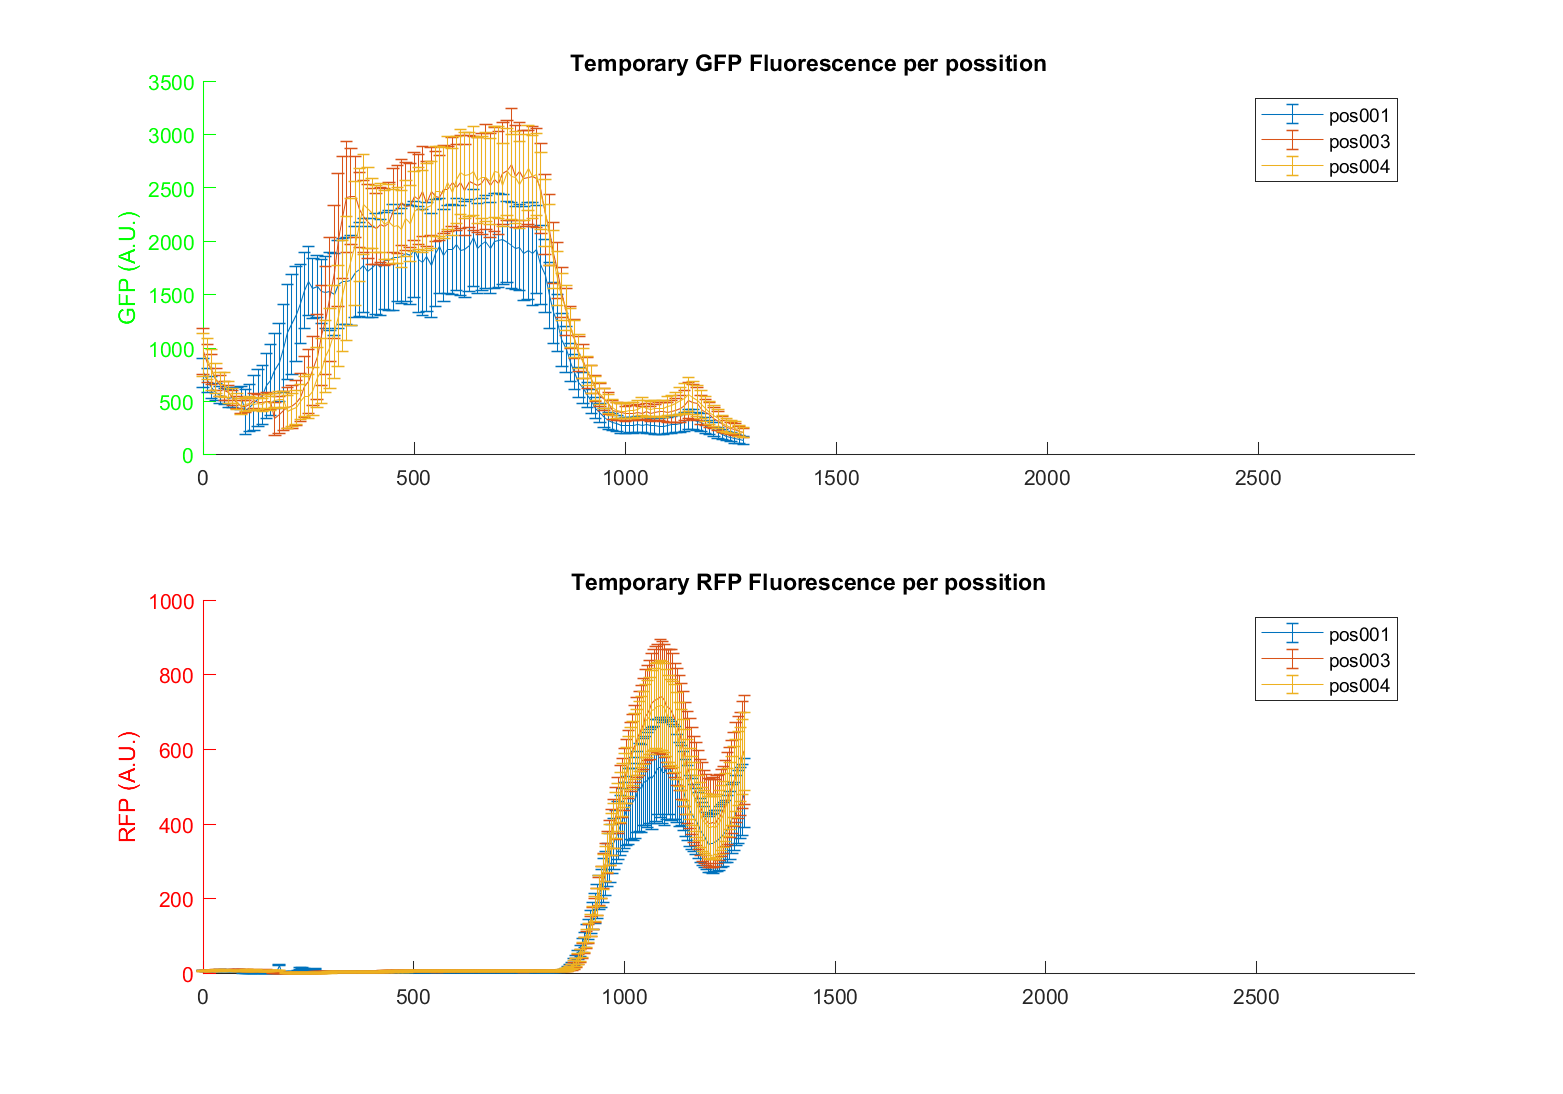 Temporary GFP Fluorescence per possition
3500
3000
2500
2000
1500
1000
500
0
GFP (A.U.)
0 500 1000 1500 2000 2500
pos001
pos003
pos004
Temporary RFP Fluorescence per possition
1000
800
600
400
200
0
RFP (A.U.)
0 500 1000 1500 2000 2500
pos001
pos003
pos004